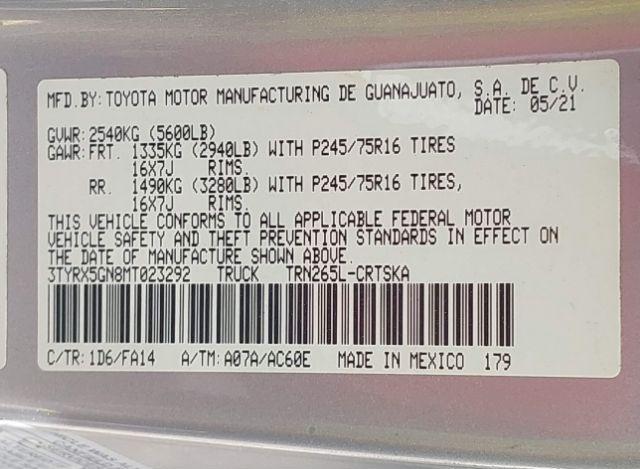 MFD.BY: TOYOTA MOTOR MANUFACTURING DE GUANAJUATO, S.A. DE C.V.
DATE: 05/21
GVWR: 2540KG (5600LB)
GAWR: FRT. 1335KG (2940LB) WITH P245/75R16 TIRES
16X7J RIMS.
RR. 1490KG (3280LB) WITH P245/75R16 TIRES,
16X7J RIMS.
THIS VEHICLE CONFORMS TO ALL APPLICABLE FEDERAL MOTOR
VEHICLE SAFETY AND THEFT PREVENTION STANDARDS IN EFFECT ON
THE DATE OF MANUFACTURE SHOWN ABOVE.
3TYRX5GN8MT023292 TRUCK TRN265L-CRTSKA
C/TR: 1D6/FA14 A/TM: A07A/AC60E MADE IN MEXICO 179